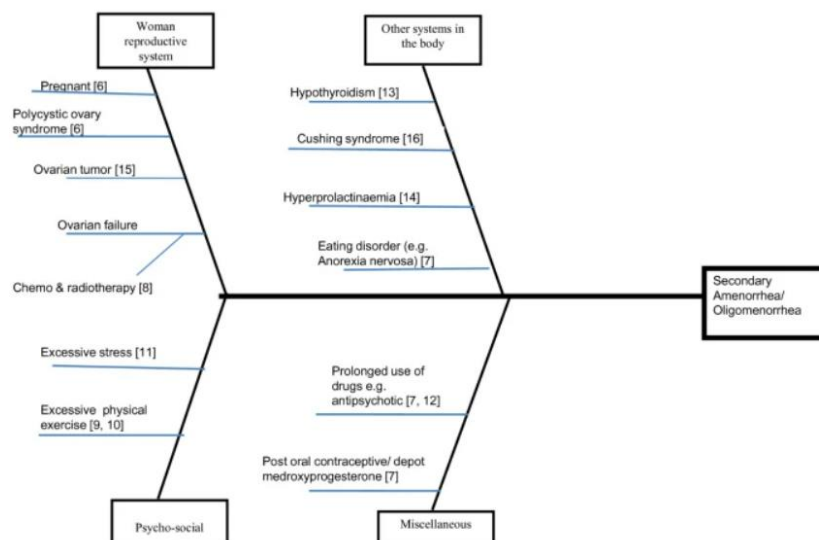 Woman
reproductive
system
Pregnant [6]
Polycystic ovary
syndrome [6]
Ovarian tumor [15]
Ovarian failure
Chemo & radiotherapy [8]
Other systems in
the body
Hypothyroidism [13]
Cushing syndrome [16]
Hyperprolactinaemia [14]
Eating disorder (e.g.
Anorexia nervosa) [7]
Secondary
Amenorrhea/
Oligomenorrhea
Excessive stress [11]
Excessive physical
exercise [9, 10]
Psycho-social
Prolonged use of
drugs e.g.
antipsychotic [7, 12]
Post oral contraceptive/ depot
medroxyprogesterone [7]
Miscellaneous